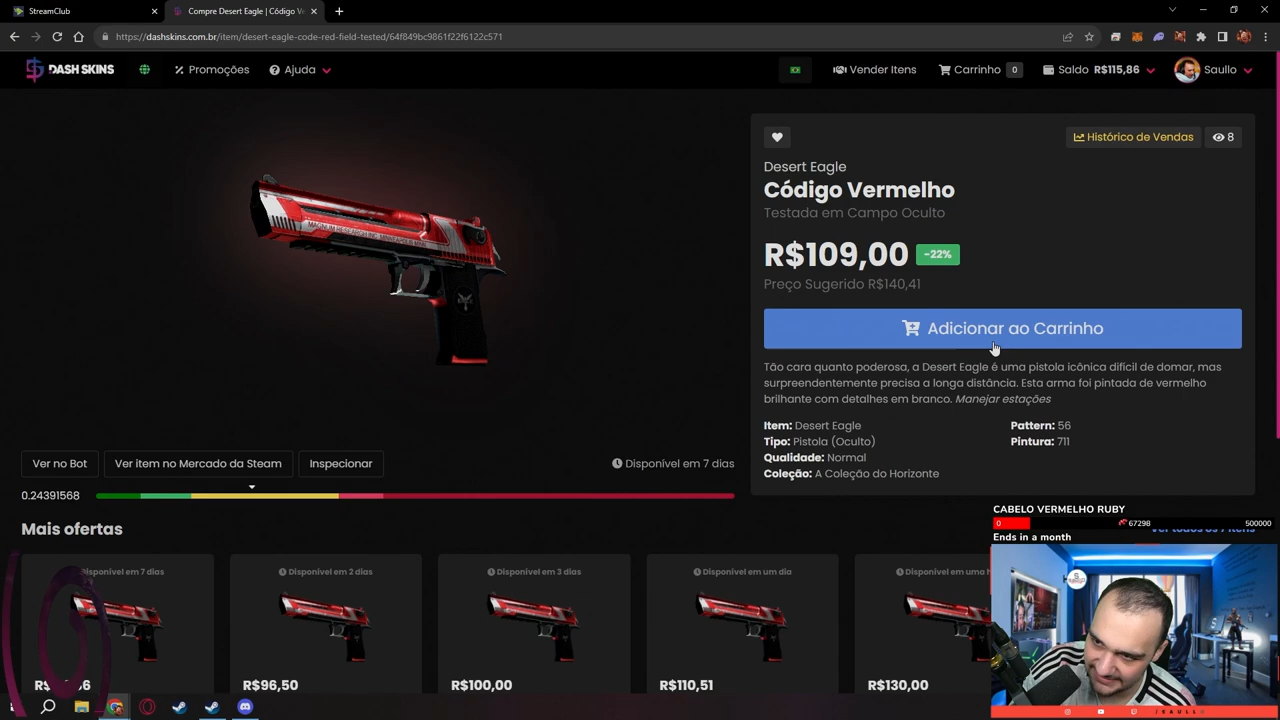 StreamClub
Compre Desert Eagle | Código V
https://dashskins.com.br/item/desert-eagle-code-red-field-tested/64f849bc9861f22f6122c571
DASH SKINS
Promoções
Ajuda
Vender Itens
Carrinho 0
Saldo R$115,86
Saullo
Histórico de Vendas
8
Desert Eagle
Código Vermelho
Testada em Campo Oculto
R$109,00 -22%
Preço Sugerido R$140,41
Adicionar ao Carrinho
Tão cara quanto poderosa, a Desert Eagle é uma pistola icônica difícil de domar, mas
surpreendentemente precisa a longa distância. Esta arma foi pintada de vermelho
brilhante com detalhes em branco. Manejar estações
Item: Desert Eagle
Pattern: 56
Tipo: Pistola (Oculto)
Pintura: 711
Qualidade: Normal
Coleção: A Coleção do Horizonte
Ver no Bot
Ver item no Mercado da Steam
Inspecionar
Disponível em 7 dias
0.24391568
Mais ofertas
CABELO VERMELHO RUBY
0 67298 500000
Ends in a month
Disponível em 7 dias
Disponível em 2 dias
Disponível em 3 dias
Disponível em um dia
Disponível em uma
R$96,50
R$100,00
R$110,51
R$130,00
/SAULLO